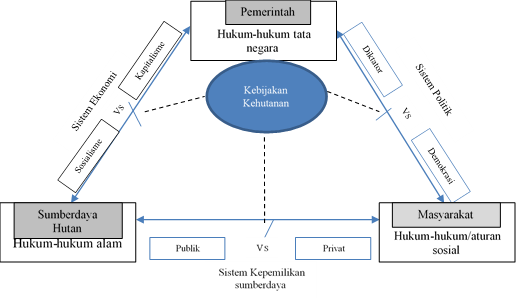 Pemerintah
Hukum-hukum tata
negara
Kapitalisme
Vs
Sosialisme
Sistem Ekonomi
Kebijakan
Kehutanan
Diktator
Vs
Demokrasi
Sistem Politik
Sumberdaya
Hutan
Hukum-hukum alam
Masyarakat
Hukum-hukum/aturan
sosial
Publik
Vs
Privat
Sistem Kepemilikan
sumberdaya